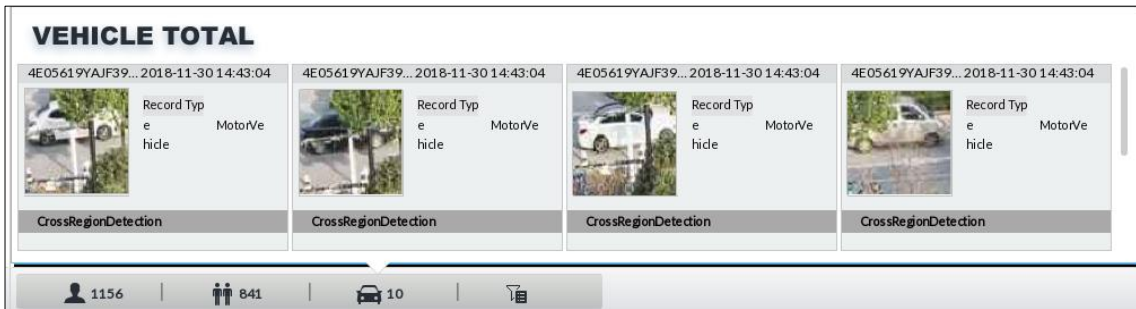 VEHICLE TOTAL
4E05619YAJF39... 2018-11-30 14:43:04
Record Typ
e MotorVe
hicle
CrossRegionDetection
4E05619YAJF39... 2018-11-30 14:43:04
Record Typ
e MotorVe
hicle
CrossRegionDetection
4E05619YAJF39... 2018-11-30 14:43:04
Record Typ
e MotorVe
hicle
CrossRegionDetection
4E05619YAJF39... 2018-11-30 14:43:04
Record Typ
e MotorVe
hicle
CrossRegionDetection
1156 841 10